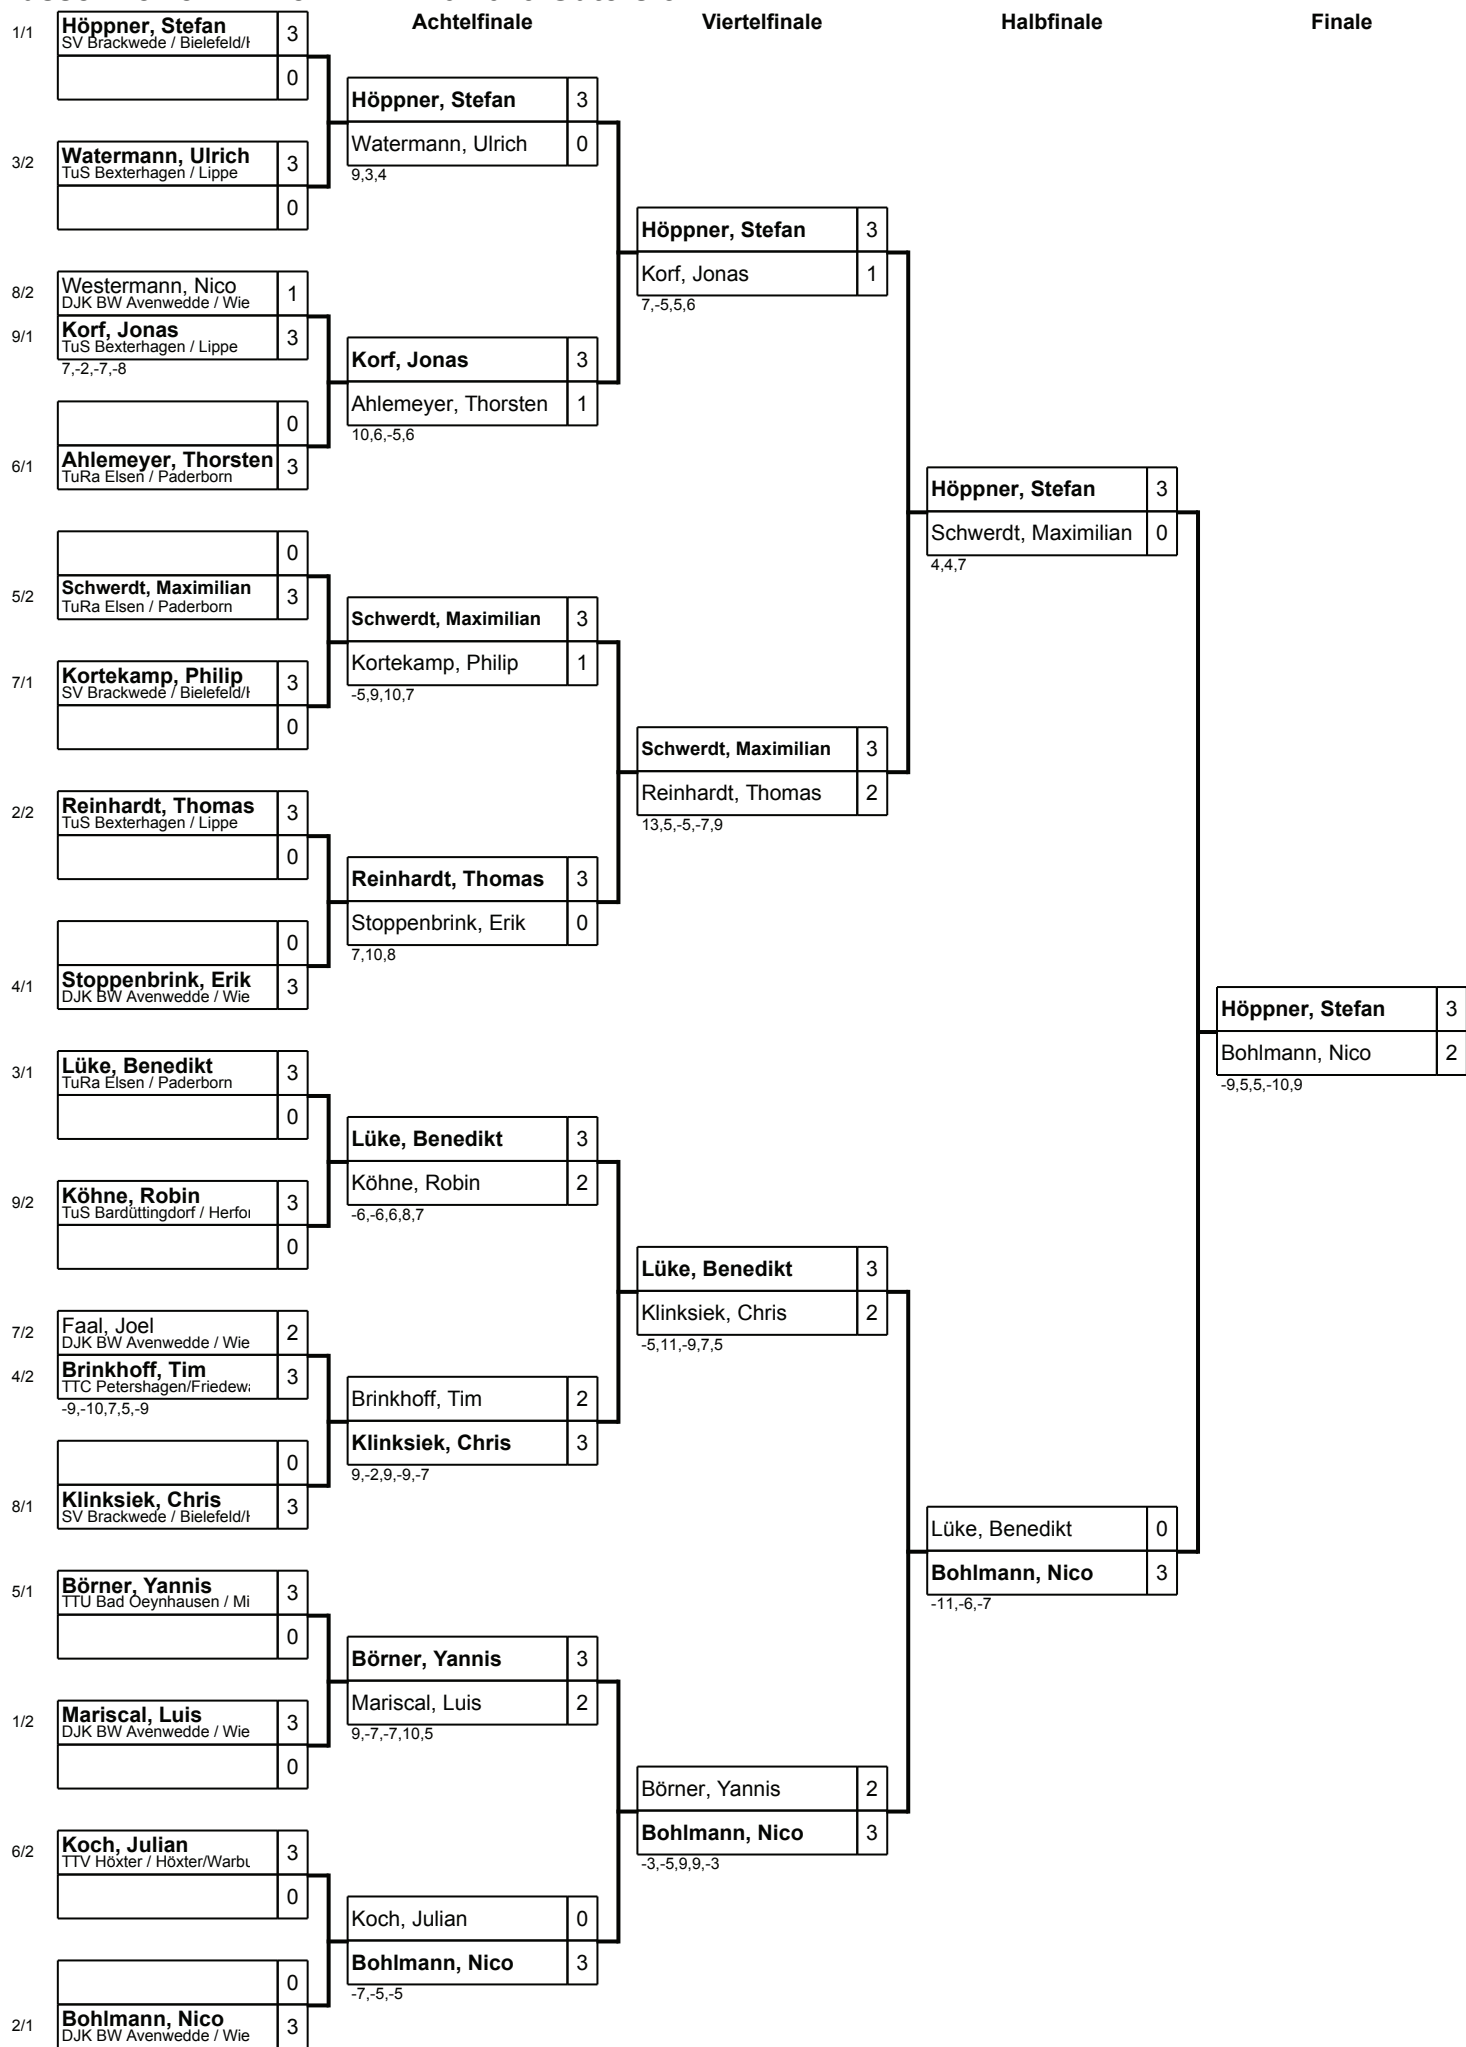 Achtelfinale
Viertelfinale
Halbfinale
Finale
1/1
Höppner, Stefan
3
SV Brackwede / Bielefeld/
0
3/2
Watermann, Ulrich
3
TuS Bexterhagen / Lippe
0
8/2
Westermann, Nico
1
DJK BW Avenwedde / Wie
9/1
Korf, Jonas
3
TuS Bexterhagen / Lippe
7,-2,-7,-8
0
6/1
Ahlemeyer, Thorsten
3
TuRa Elsen / Paderborn
0
5/2
Schwerdt, Maximilian
3
TuRa Elsen / Paderborn
7/1
Kortekamp, Philip
3
SV Brackwede / Bielefeld/
0
2/2
Reinhardt, Thomas
3
TuS Bexterhagen / Lippe
0
0
4/1
Stoppenbrink, Erik
3
DJK BW Avenwedde / Wie
3/1
Lüke, Benedikt
3
TuRa Elsen / Paderborn
0
9/2
Köhne, Robin
3
TuS Bardüttingdorf / Herfo
0
7/2
Faal, Joel
2
DJK BW Avenwedde / Wie
4/2
Brinkhoff, Tim
3
TTC Petershagen/Friedew
-9,-10,7,5,-9
0
8/1
Klinksiek, Chris
3
SV Brackwede / Bielefeld/
5/1
Börner, Yannis
3
TTU Bad Oeynhausen / Mi
0
1/2
Mariscal, Luis
3
DJK BW Avenwedde / Wie
0
6/2
Koch, Julian
3
TTV Höxter / Höxter/Warbu
0
0
2/1
Bohlmann, Nico
3
DJK BW Avenwedde / Wie
Höppner, Stefan
3
Watermann, Ulrich
0
9,3,4
Korf, Jonas
3
Ahlemeyer, Thorsten
1
10,6,-5,6
Schwerdt, Maximilian
3
Kortekamp, Philip
1
-5,9,10,7
Reinhardt, Thomas
3
Stoppenbrink, Erik
0
7,10,8
Lüke, Benedikt
3
Köhne, Robin
2
-6,-6,6,8,7
Brinkhoff, Tim
2
Klinksiek, Chris
3
9,-2,9,-9,-7
Börner, Yannis
3
Mariscal, Luis
2
9,-7,-7,10,5
Koch, Julian
0
Bohlmann, Nico
3
-7,-5,-5
Höppner, Stefan
3
Korf, Jonas
1
7,-5,5,6
Schwerdt, Maximilian
3
Reinhardt, Thomas
2
13,5,-5,-7,9
Lüke, Benedikt
3
Klinksiek, Chris
2
-5,11,-9,7,5
Börner, Yannis
2
Bohlmann, Nico
3
-3,-5,9,9,-3
Höppner, Stefan
3
Schwerdt, Maximilian
0
4,4,7
Lüke, Benedikt
0
Bohlmann, Nico
3
-11,-6,-7
Höppner, Stefan
3
Bohlmann, Nico
2
-9,5,5,-10,9